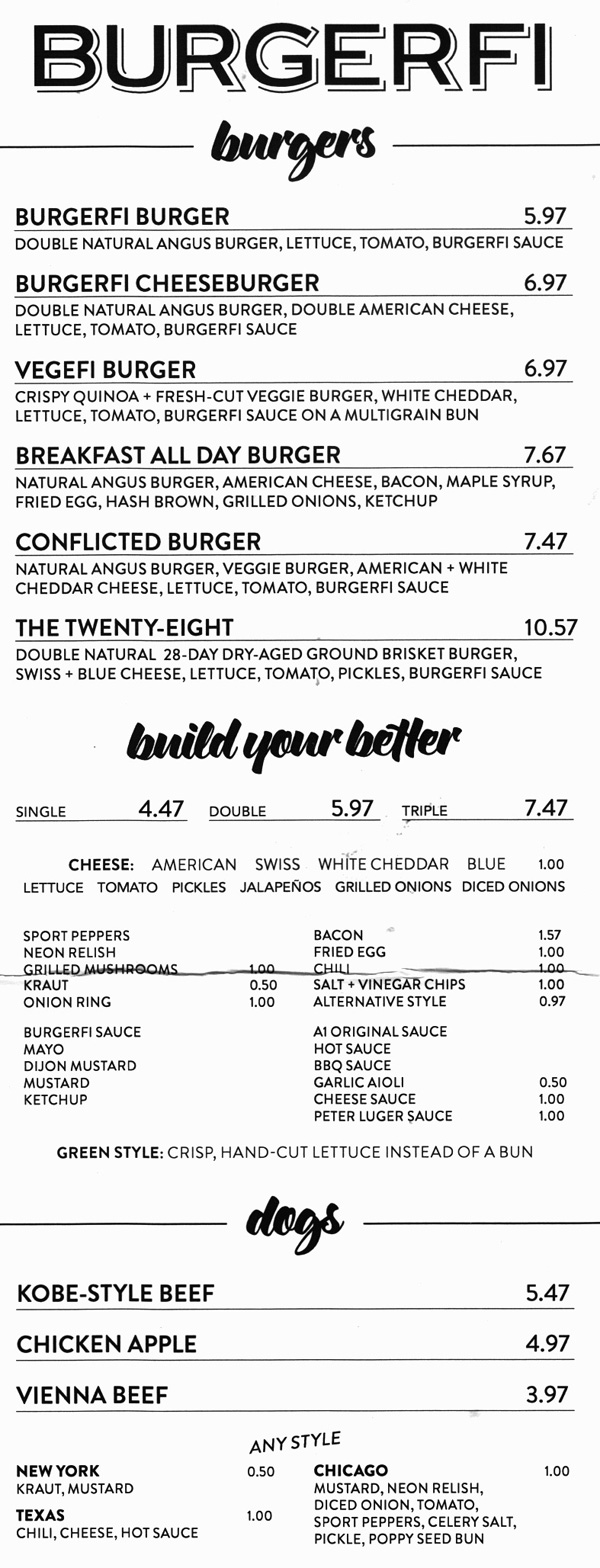 BURGERFI
burgers
BURGERFI BURGER 5.97
DOUBLE NATURAL ANGUS BURGER, LETTUCE, TOMATO, BURGERFI SAUCE
BURGERFI CHEESEBURGER 6.97
DOUBLE NATURAL ANGUS BURGER, DOUBLE AMERICAN CHEESE,
LETTUCE, TOMATO, BURGERFI SAUCE
VEGEFI BURGER 6.97
CRISPY QUINOA + FRESH-CUT VEGGIE BURGER, WHITE CHEDDAR,
LETTUCE, TOMATO, BURGERFI SAUCE ON A MULTIGRAIN BUN
BREAKFAST ALL DAY BURGER 7.67
NATURAL ANGUS BURGER, AMERICAN CHEESE, BACON, MAPLE SYRUP,
FRIED EGG, HASH BROWN, GRILLED ONIONS, KETCHUP
CONFLICTED BURGER 7.47
NATURAL ANGUS BURGER, VEGGIE BURGER, AMERICAN + WHITE
CHEDDAR CHEESE, LETTUCE, TOMATO, BURGERFI SAUCE
THE TWENTY-EIGHT 10.57
DOUBLE NATURAL 28-DAY DRY-AGED GROUND BRISKET BURGER,
SWISS + BLUE CHEESE, LETTUCE, TOMATO, PICKLES, BURGERFI SAUCE
build your better
SINGLE 4.47 DOUBLE 5.97 TRIPLE 7.47
CHEESE: AMERICAN SWISS WHITE CHEDDAR BLUE 1.00
LETTUCE TOMATO PICKLES JALAPEÑOS GRILLED ONIONS DICED ONIONS
SPORT PEPPERS
NEON RELISH
GRILLED MUSHROOMS 1.00
KRAUT 0.50
ONION RING 1.00
BACON 1.57
FRIED EGG 1.00
CHILI 1.00
SALT + VINEGAR CHIPS 1.00
ALTERNATIVE STYLE 0.97
BURGERFI SAUCE
MAYO
DIJON MUSTARD
MUSTARD
KETCHUP
A1 ORIGINAL SAUCE
HOT SAUCE
BBQ SAUCE
GARLIC AIOLI 0.50
CHEESE SAUCE 1.00
PETER LUGER SAUCE 1.00
GREEN STYLE: CRISP, HAND-CUT LETTUCE INSTEAD OF A BUN
dogs
KOBE-STYLE BEEF 5.47
CHICKEN APPLE 4.97
VIENNA BEEF 3.97
ANY STYLE
NEW YORK 0.50
KRAUT, MUSTARD
TEXAS 1.00
CHILI, CHEESE, HOT SAUCE
CHICAGO 1.00
MUSTARD, NEON RELISH,
DICED ONION, TOMATO,
SPORT PEPPERS, CELERY SALT,
PICKLE, POPPY SEED BUN